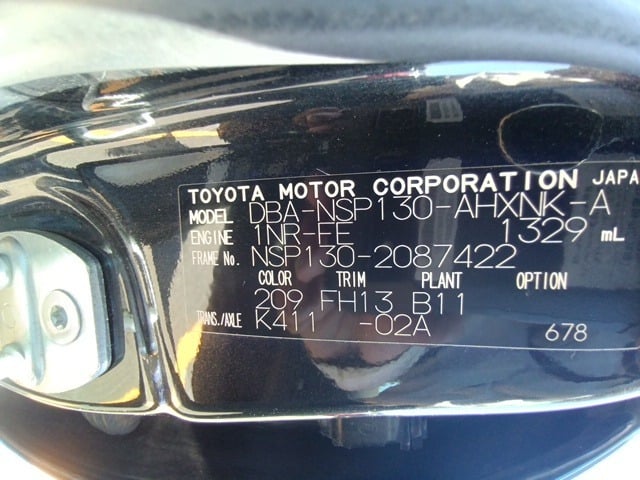 TOYOTA MOTOR CORPORATION JAPA
MODEL DBA-NSP130-AHXNK-A
ENGINE 1NR-FE 1329 mL
FRAME No. NSP130-2087422
COLOR TRIM PLANT OPTION
209 FH13 B11
TRANS./AXLE K411 -02A 678